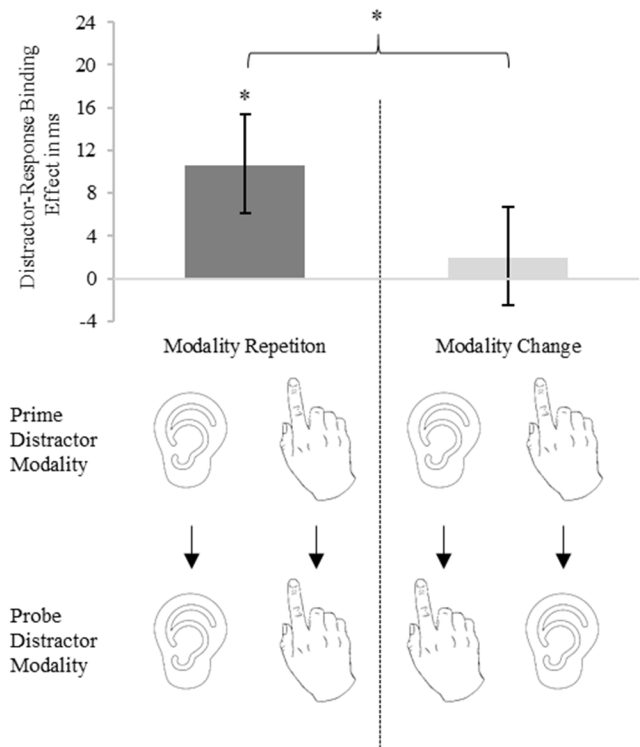 24
20
16
12
8
4
0
-4
Distractor-Response Binding
Effect in ms
*
*
Modality Repetiton
Modality Change
Prime
Distractor
Modality
Probe
Distractor
Modality